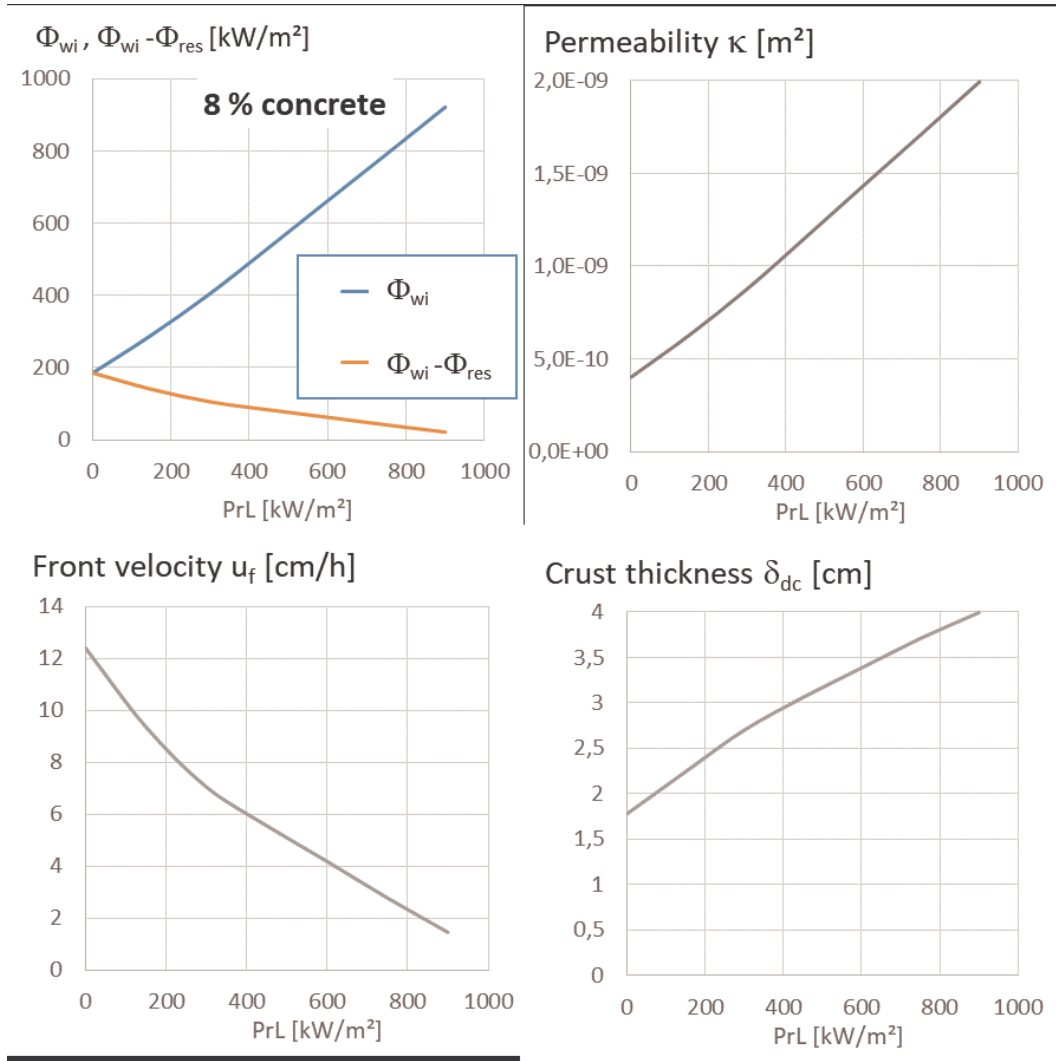 Φwi , Φwi -Φres [kW/m²]
8 % concrete
1000
800
600
400
200
0
0 200 400 600 800 1000
PrL [kW/m²]
Φwi
Φwi -Φres
Permeability κ [m²]
2,0E-09
1,5E-09
1,0E-09
5,0E-10
0,0E+00
0 200 400 600 800 1000
PrL [kW/m²]
Front velocity uf [cm/h]
14
12
10
8
6
4
2
0
0 200 400 600 800 1000
PrL [kW/m²]
Crust thickness δdc [cm]
4
3,5
3
2,5
2
1,5
1
0,5
0
0 200 400 600 800 1000
PrL [kW/m²]